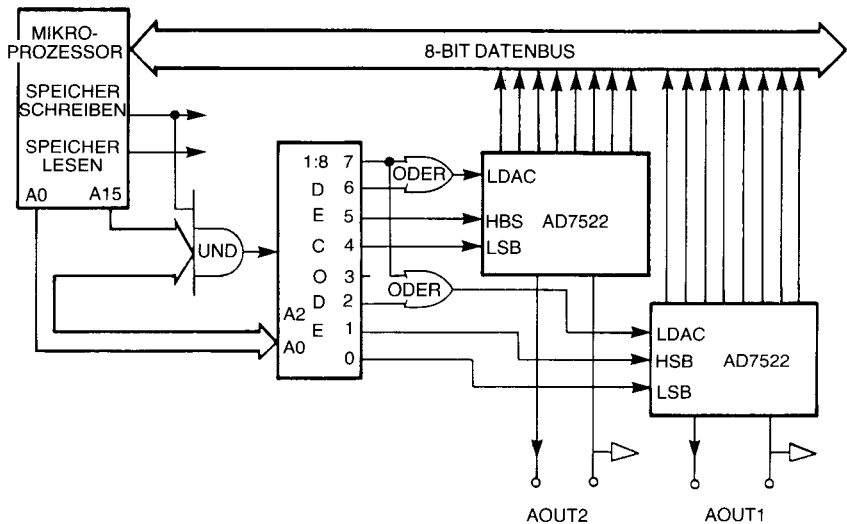 MIKRO-
PROZESSOR
SPEICHER
SCHREIBEN
SPEICHER
LESEN
A0 A15
8-BIT DATENBUS
UND
1:8 7
D 6
E 5
C 4
O 3
D 2
E 1
0
A2
A0
ODER
ODER
LDAC
HBS
LSB
AD7522
LDAC
HSB
LSB
AD7522
AOUT2
AOUT1